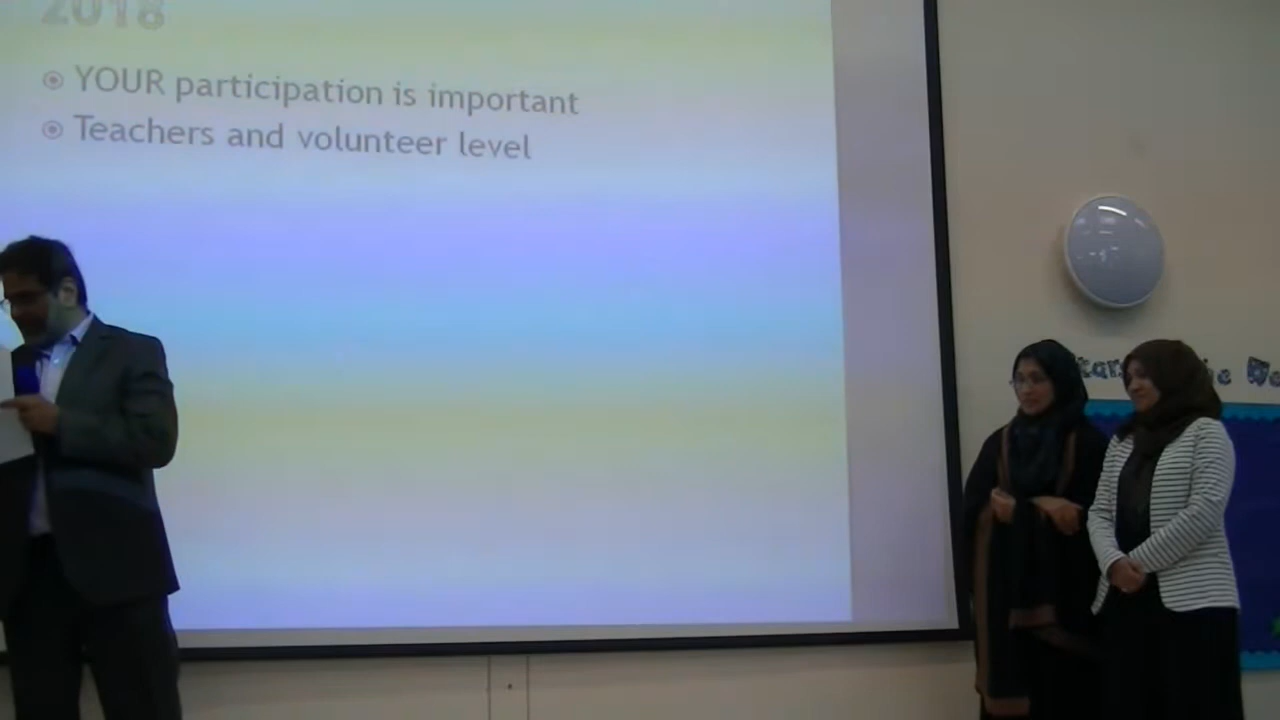 2018
YOUR participation is important
Teachers and volunteer level